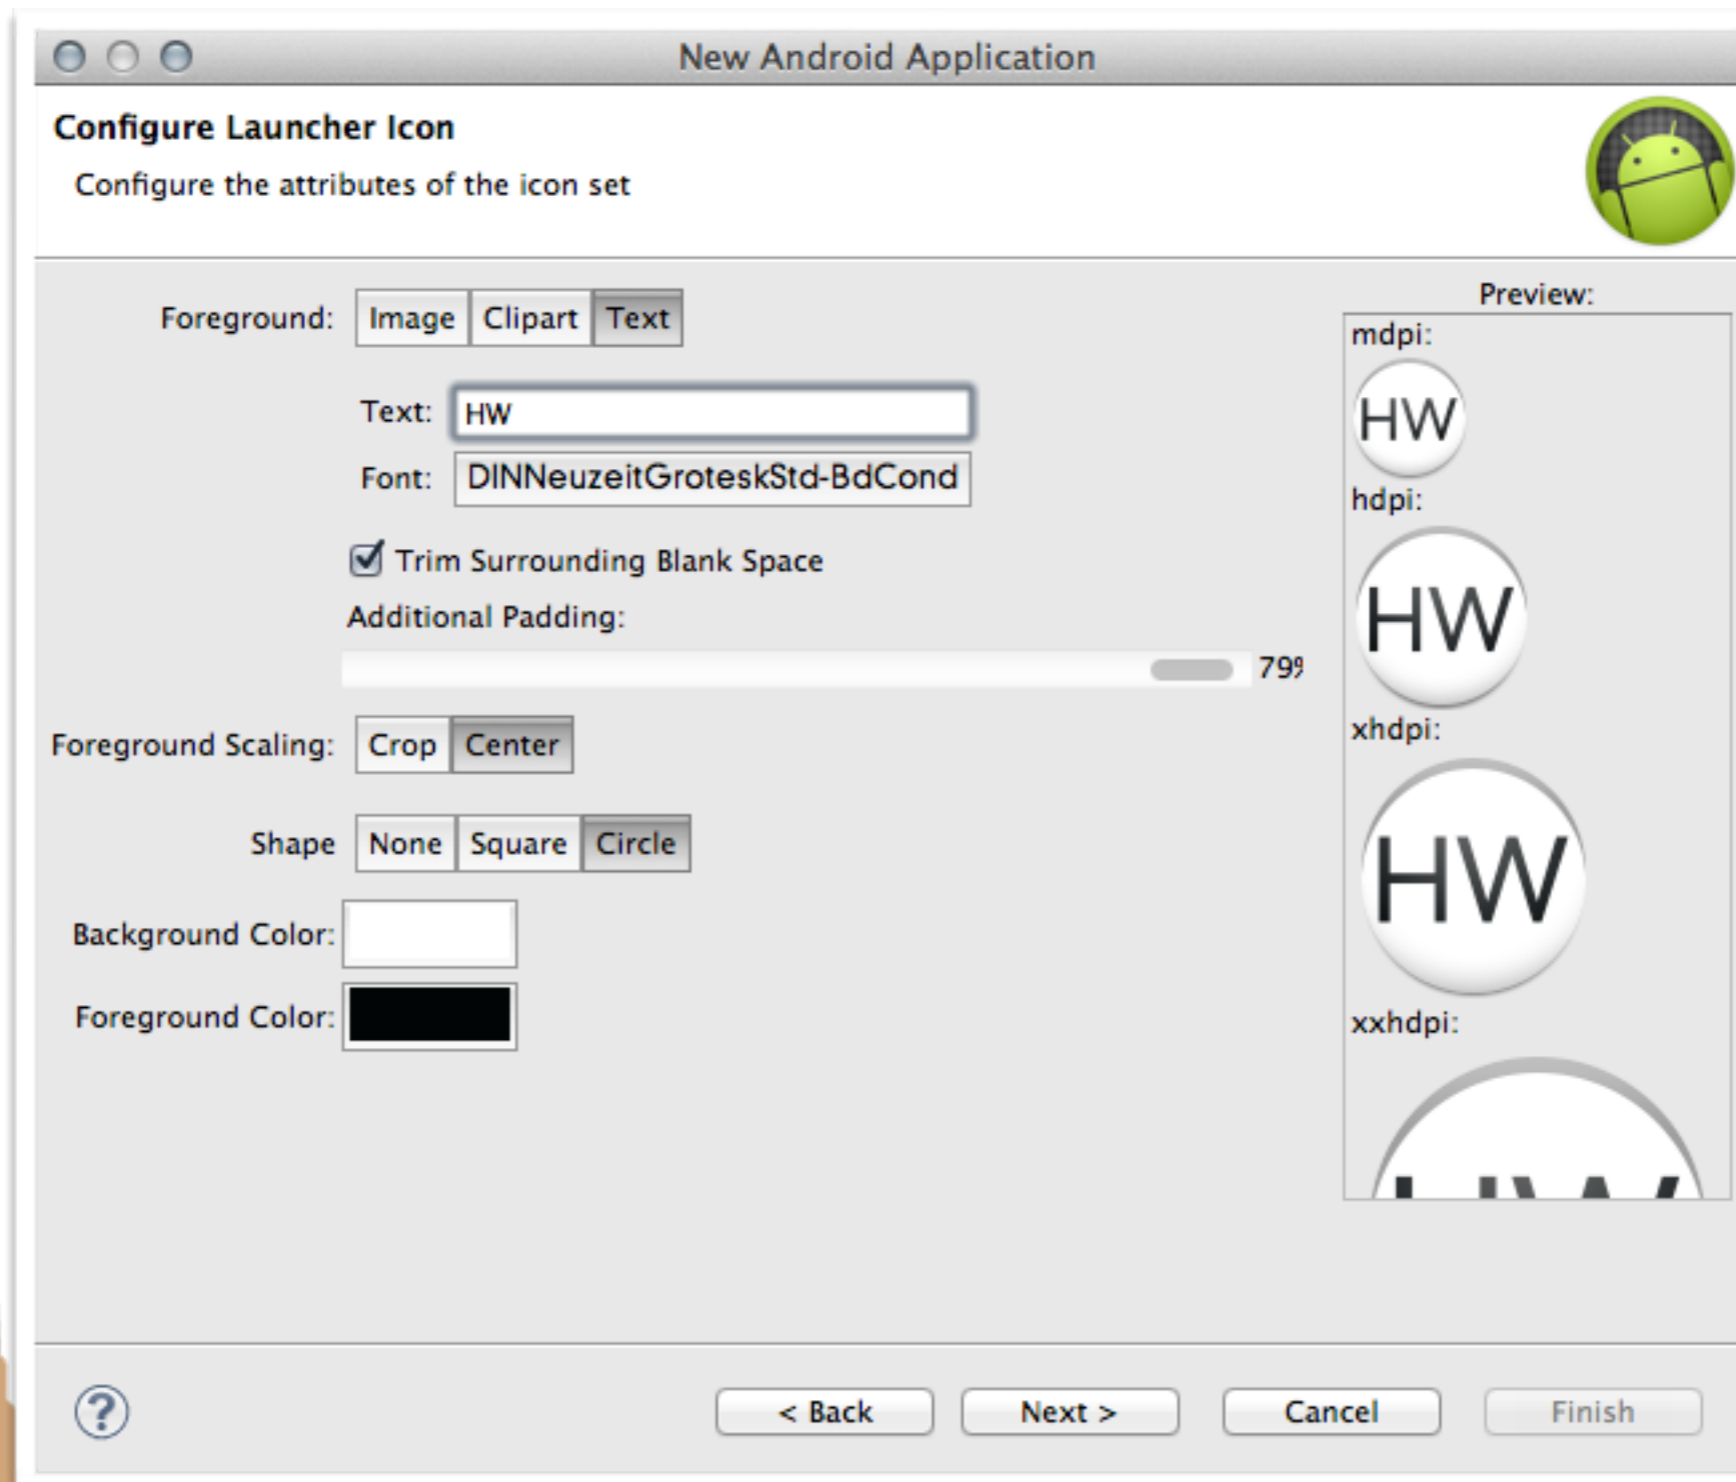 New Android Application
Configure Launcher Icon
Configure the attributes of the icon set
Foreground: Image Clipart Text
Text: HW
Font: DINNeuzeitGroteskStd-BdCond
Trim Surrounding Blank Space
Additional Padding:
79%
Foreground Scaling: Crop Center
Shape None Square Circle
Background Color:
Foreground Color:
Preview:
mdpi:
HW
hdpi:
HW
xhdpi:
HW
xxhdpi:
HW
? < Back Next > Cancel Finish